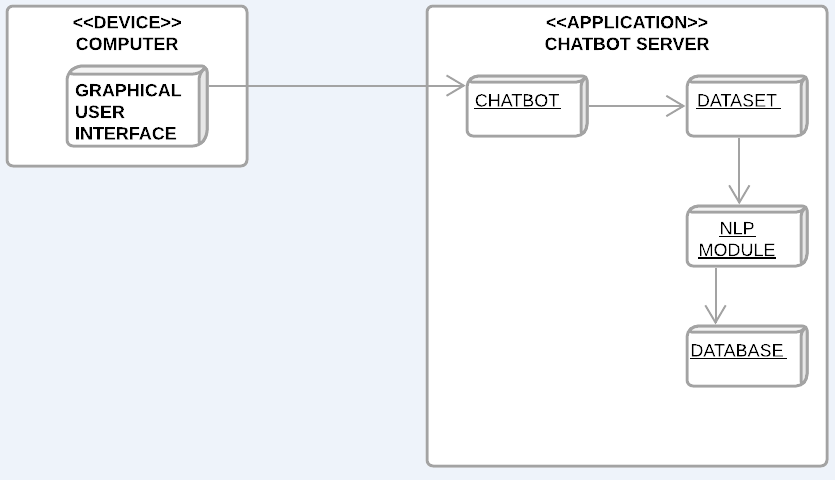 <<DEVICE>>
COMPUTER
GRAPHICAL
USER
INTERFACE
<<APPLICATION>>
CHATBOT SERVER
CHATBOT
DATASET
NLP
MODULE
DATABASE